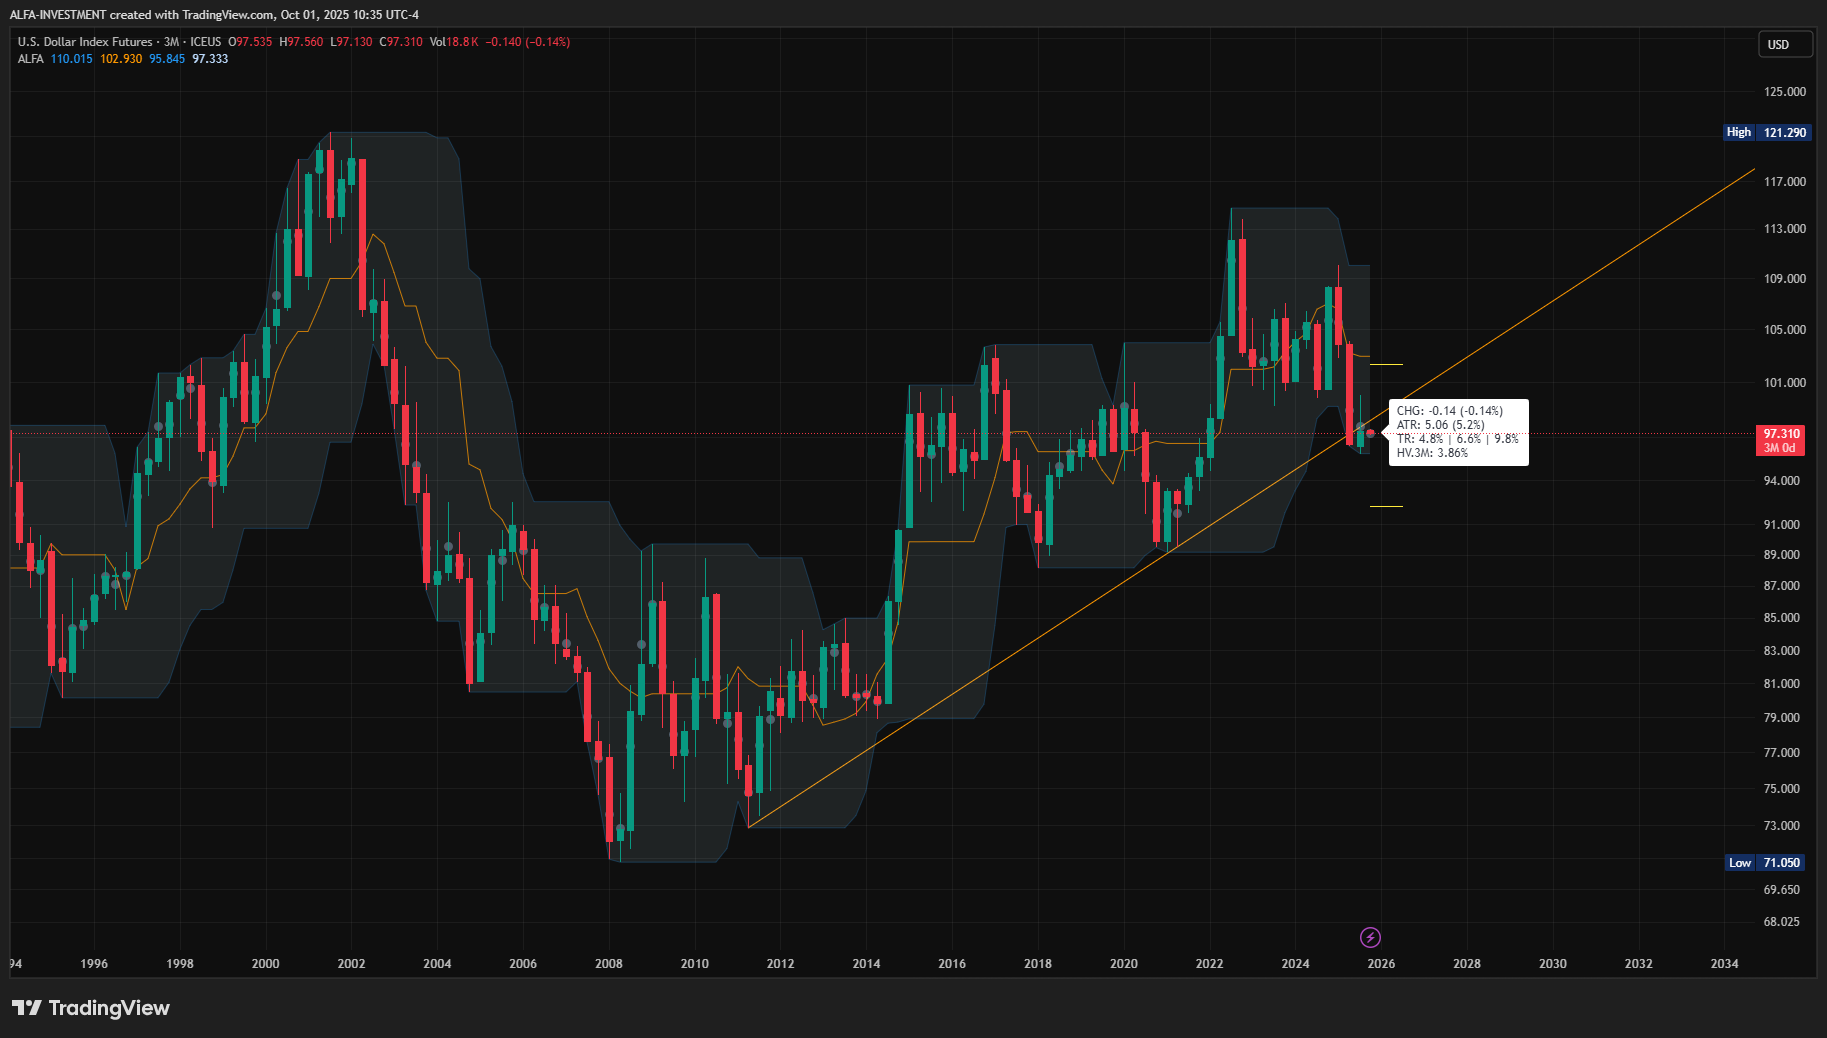 ALFA-INVESTMENT created with TradingView.com, Oct 01, 2025 10:35 UTC-4
U.S. Dollar Index Futures · 3M · ICEUS O97.535 H97.560 L97.130 C97.310 Vol18.8K −0.140 (−0.14%)
USD
ALFA 110.015 102.930 95.845 97.333
125.000
High 121.290
117.000
113.000
109.000
105.000
101.000
CHG: -0.14 (-0.14%)
ATR: 5.06 (5.2%)
TR: 4.8% | 6.6% | 9.8%
HV.3M: 3.86%
97.310
3M 0d
94.000
91.000
89.000
87.000
85.000
83.000
81.000
79.000
77.000
75.000
73.000
Low 71.050
69.650
68.025
94 1996 1998 2000 2002 2004 2006 2008 2010 2012 2014 2016 2018 2020 2022 2024 2026 2028 2030 2032 2034
TradingView